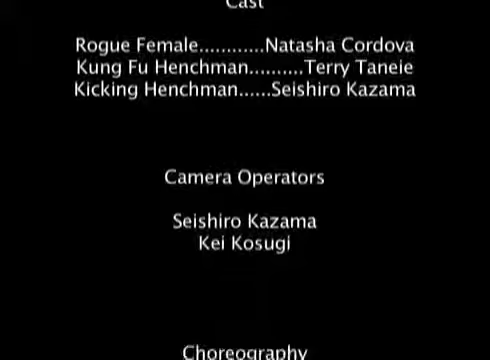 Cast
Rogue Female............Natasha Cordova
Kung Fu Henchman..........Terry Taneie
Kicking Henchman......Seishiro Kazama
Camera Operators
Seishiro Kazama
Kei Kosugi
Choreography